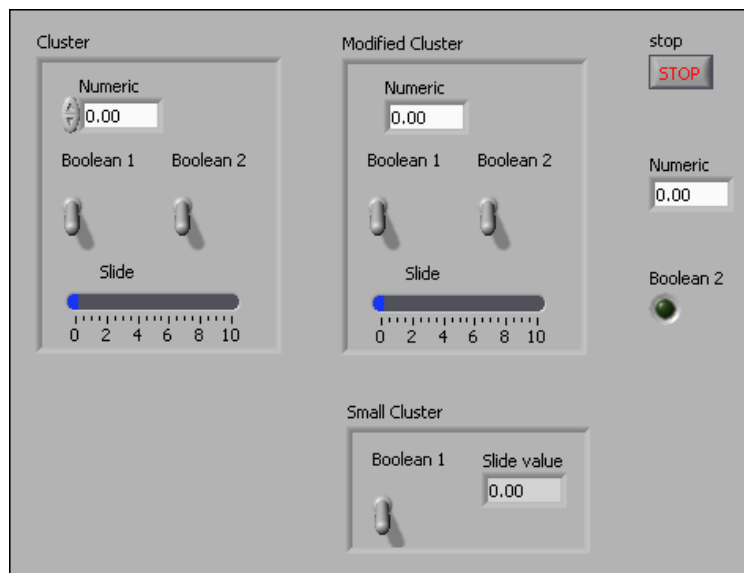 Cluster
Numeric
0.00
Boolean 1 Boolean 2
Slide
0 2 4 6 8 10
Modified Cluster
Numeric
0.00
Boolean 1 Boolean 2
Slide
0 2 4 6 8 10
stop
STOP
Numeric
0.00
Boolean 2
Small Cluster
Boolean 1 Slide value
0.00